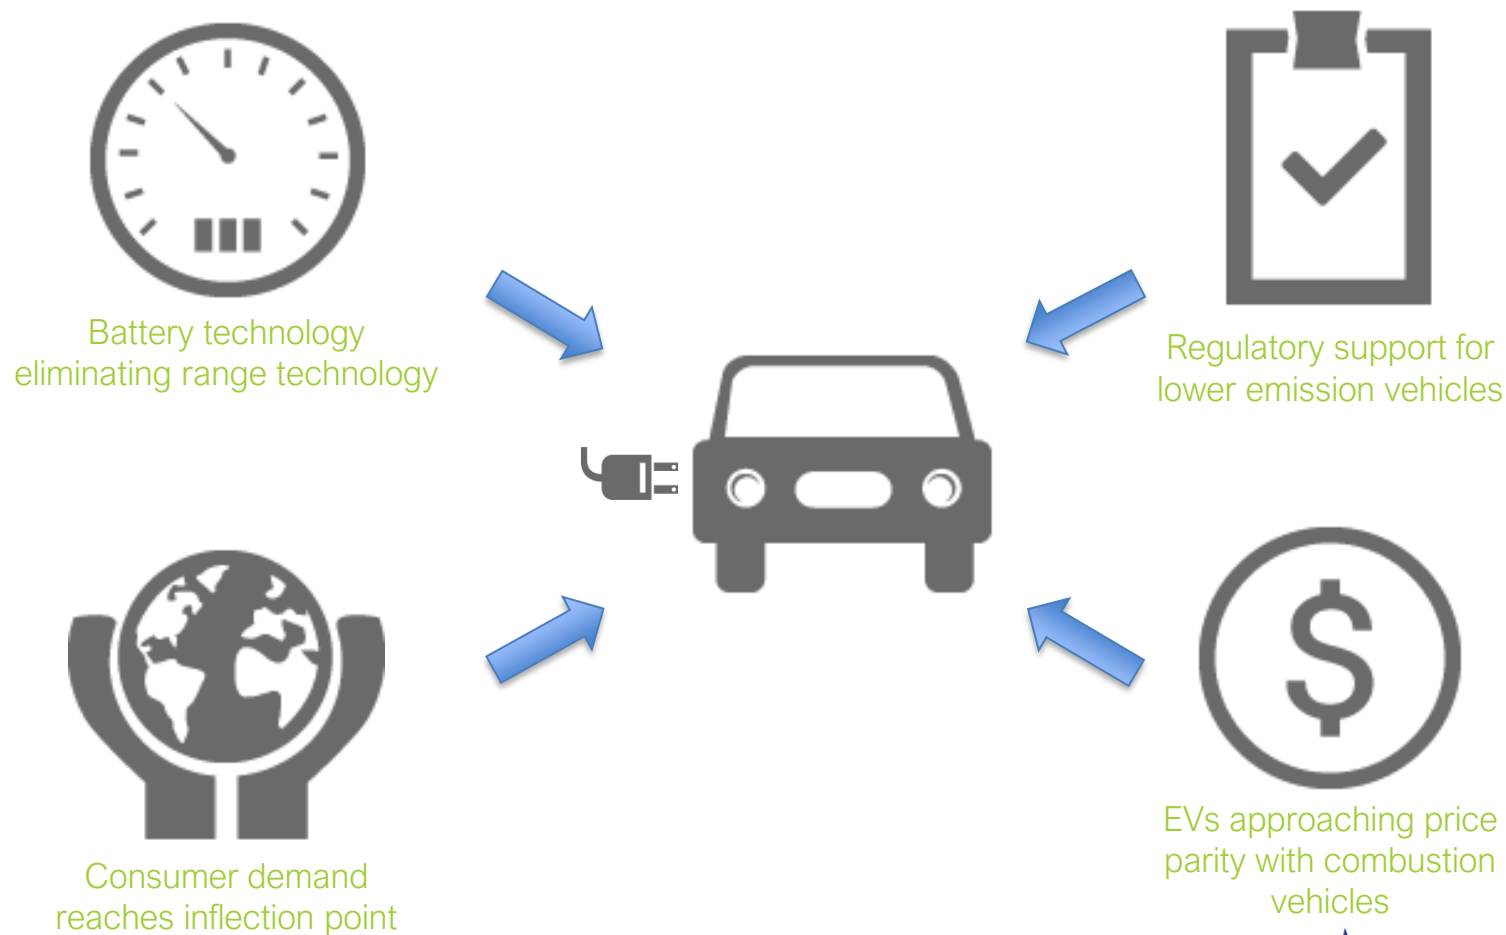 Battery technology
eliminating range technology
Regulatory support for
lower emission vehicles
$
Consumer demand
reaches inflection point
EVs approaching price
parity with combustion
vehicles